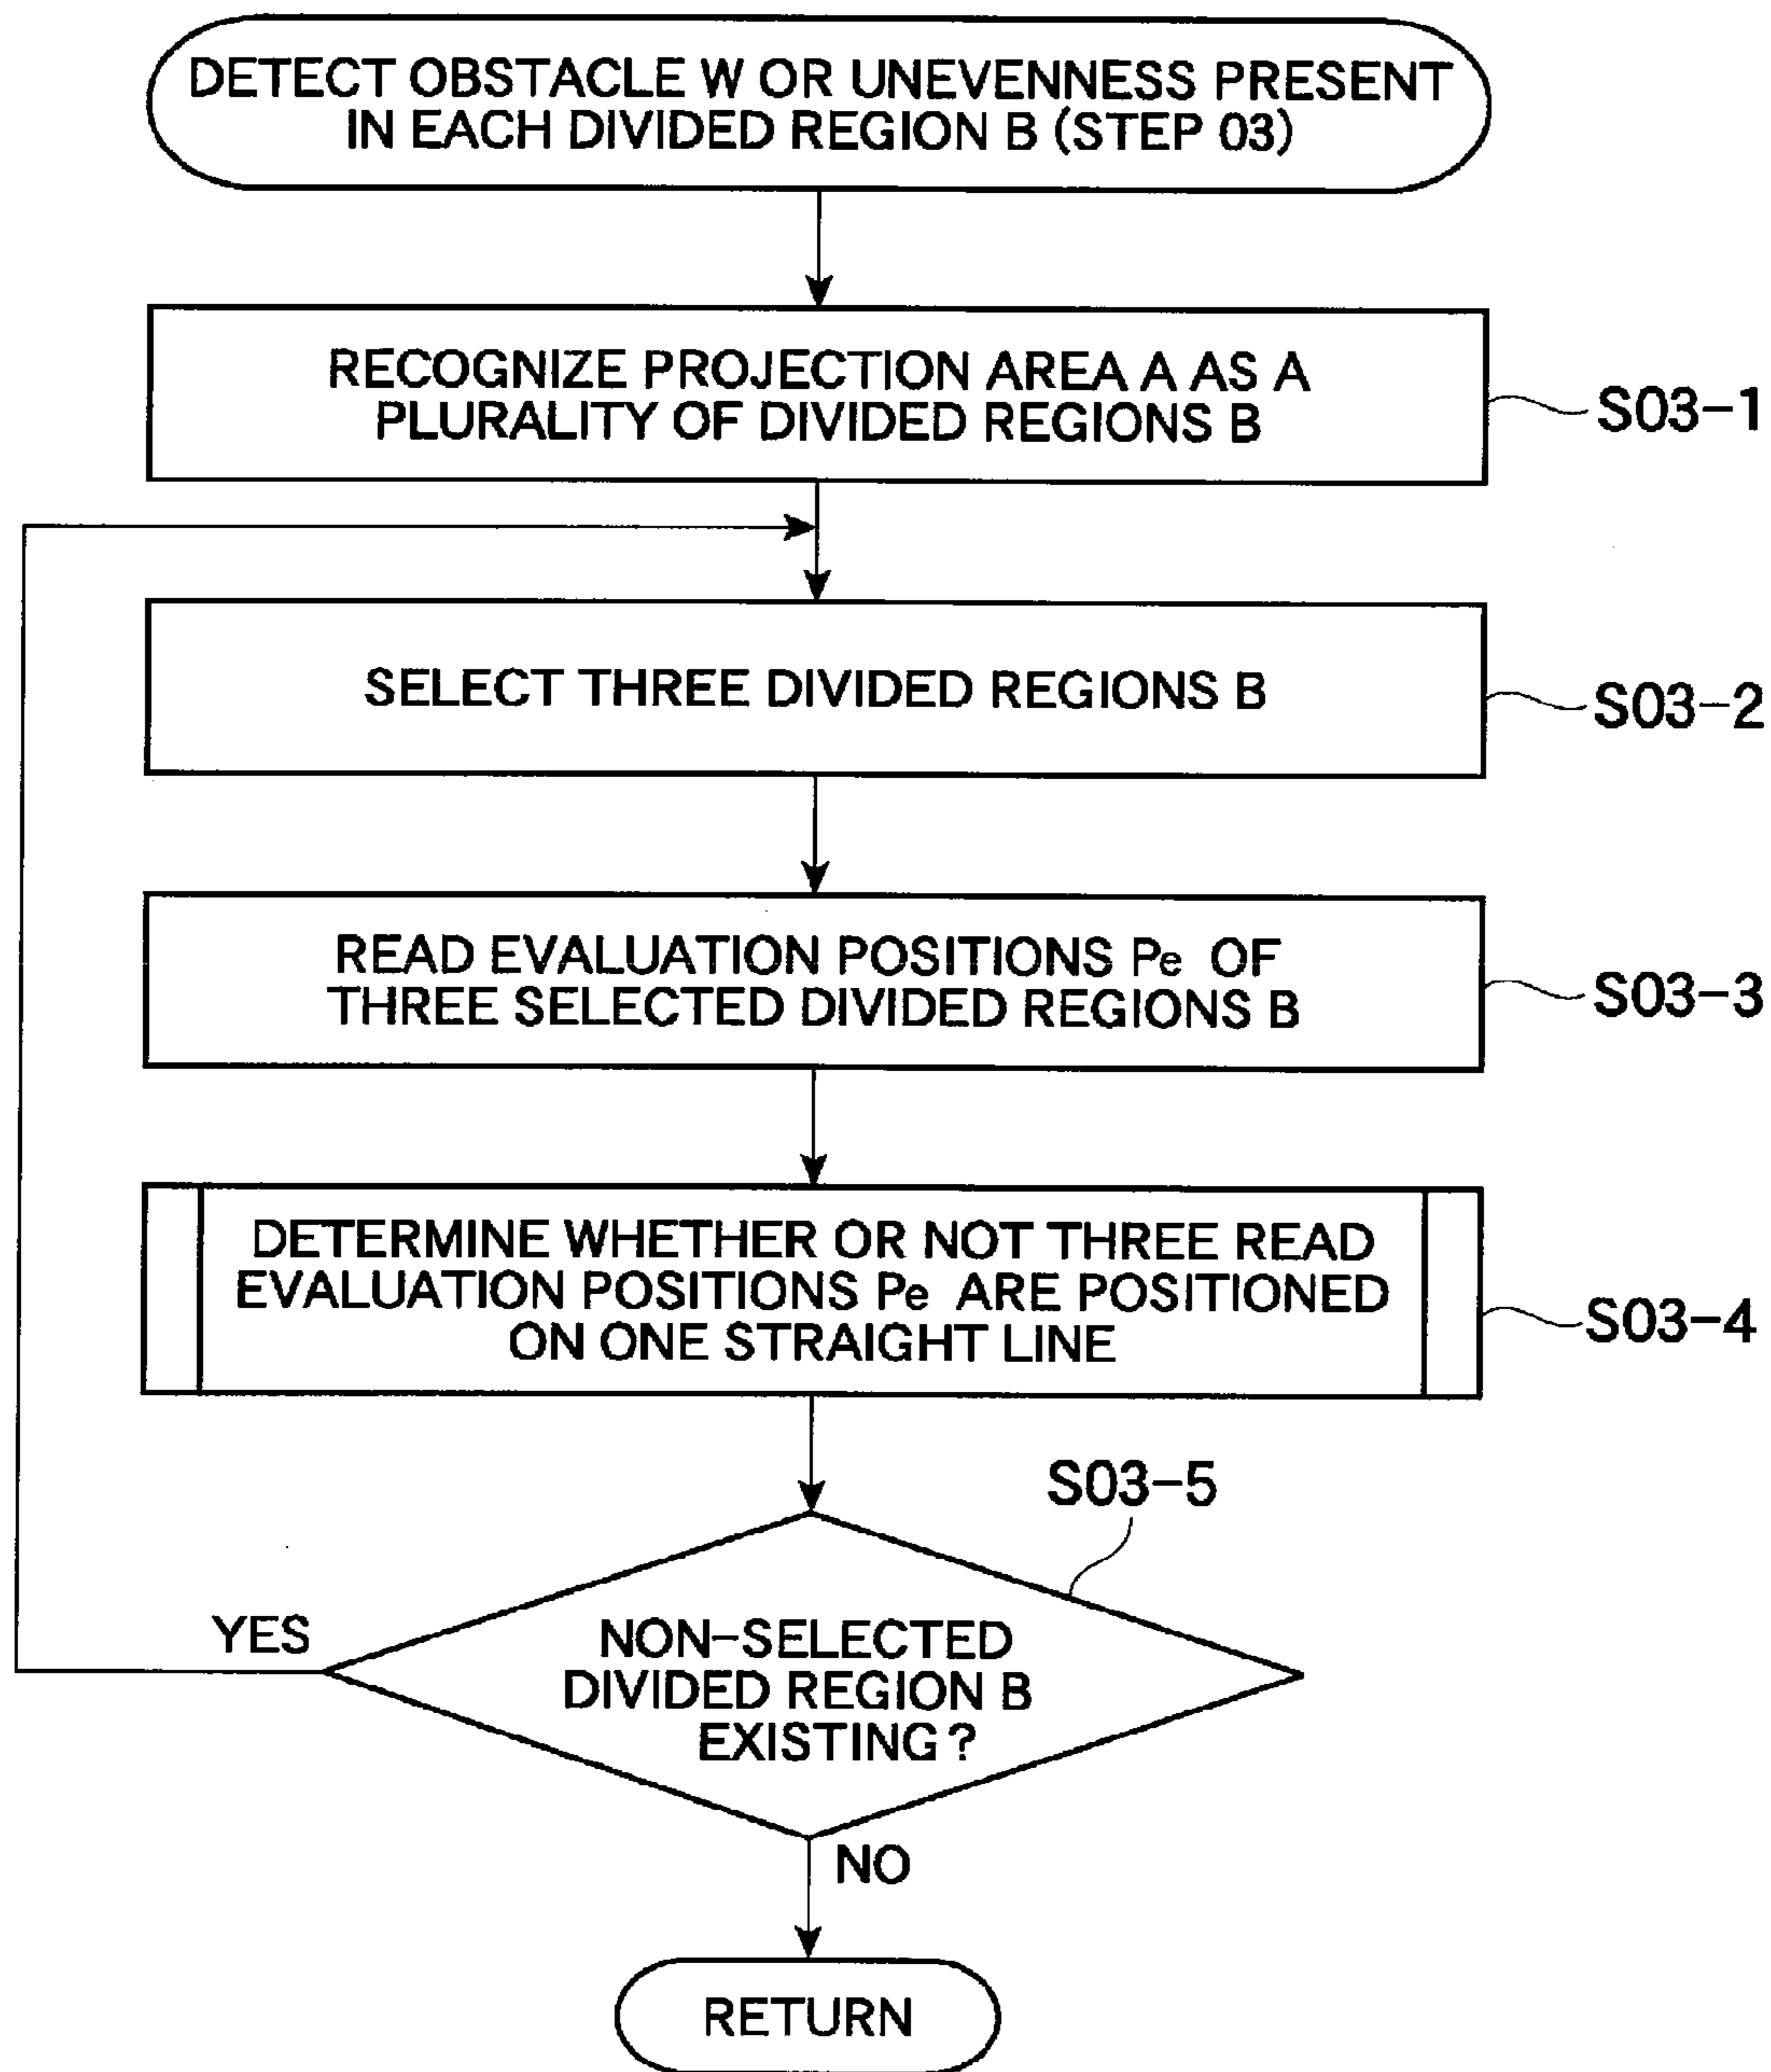 DETECT OBSTACLE W OR UNEVENNESS PRESENT
IN EACH DIVIDED REGION B (STEP 03)
RECOGNIZE PROJECTION AREA A AS A
PLURALITY OF DIVIDED REGIONS B
S03-1
SELECT THREE DIVIDED REGIONS B
S03-2
READ EVALUATION POSITIONS Pe OF
THREE SELECTED DIVIDED REGIONS B
S03-3
DETERMINE WHETHER OR NOT THREE READ
EVALUATION POSITIONS Pe ARE POSITIONED
ON ONE STRAIGHT LINE
S03-4
S03-5
YES
NON-SELECTED
DIVIDED REGION B
EXISTING?
NO
RETURN